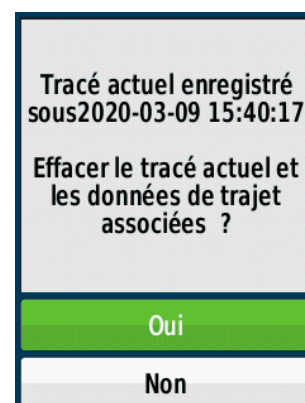 Tracé actuel enregistré
sous2020-03-09 15:40:17
Effacer le tracé actuel et
les données de trajet
associées  ?
Oui
Non